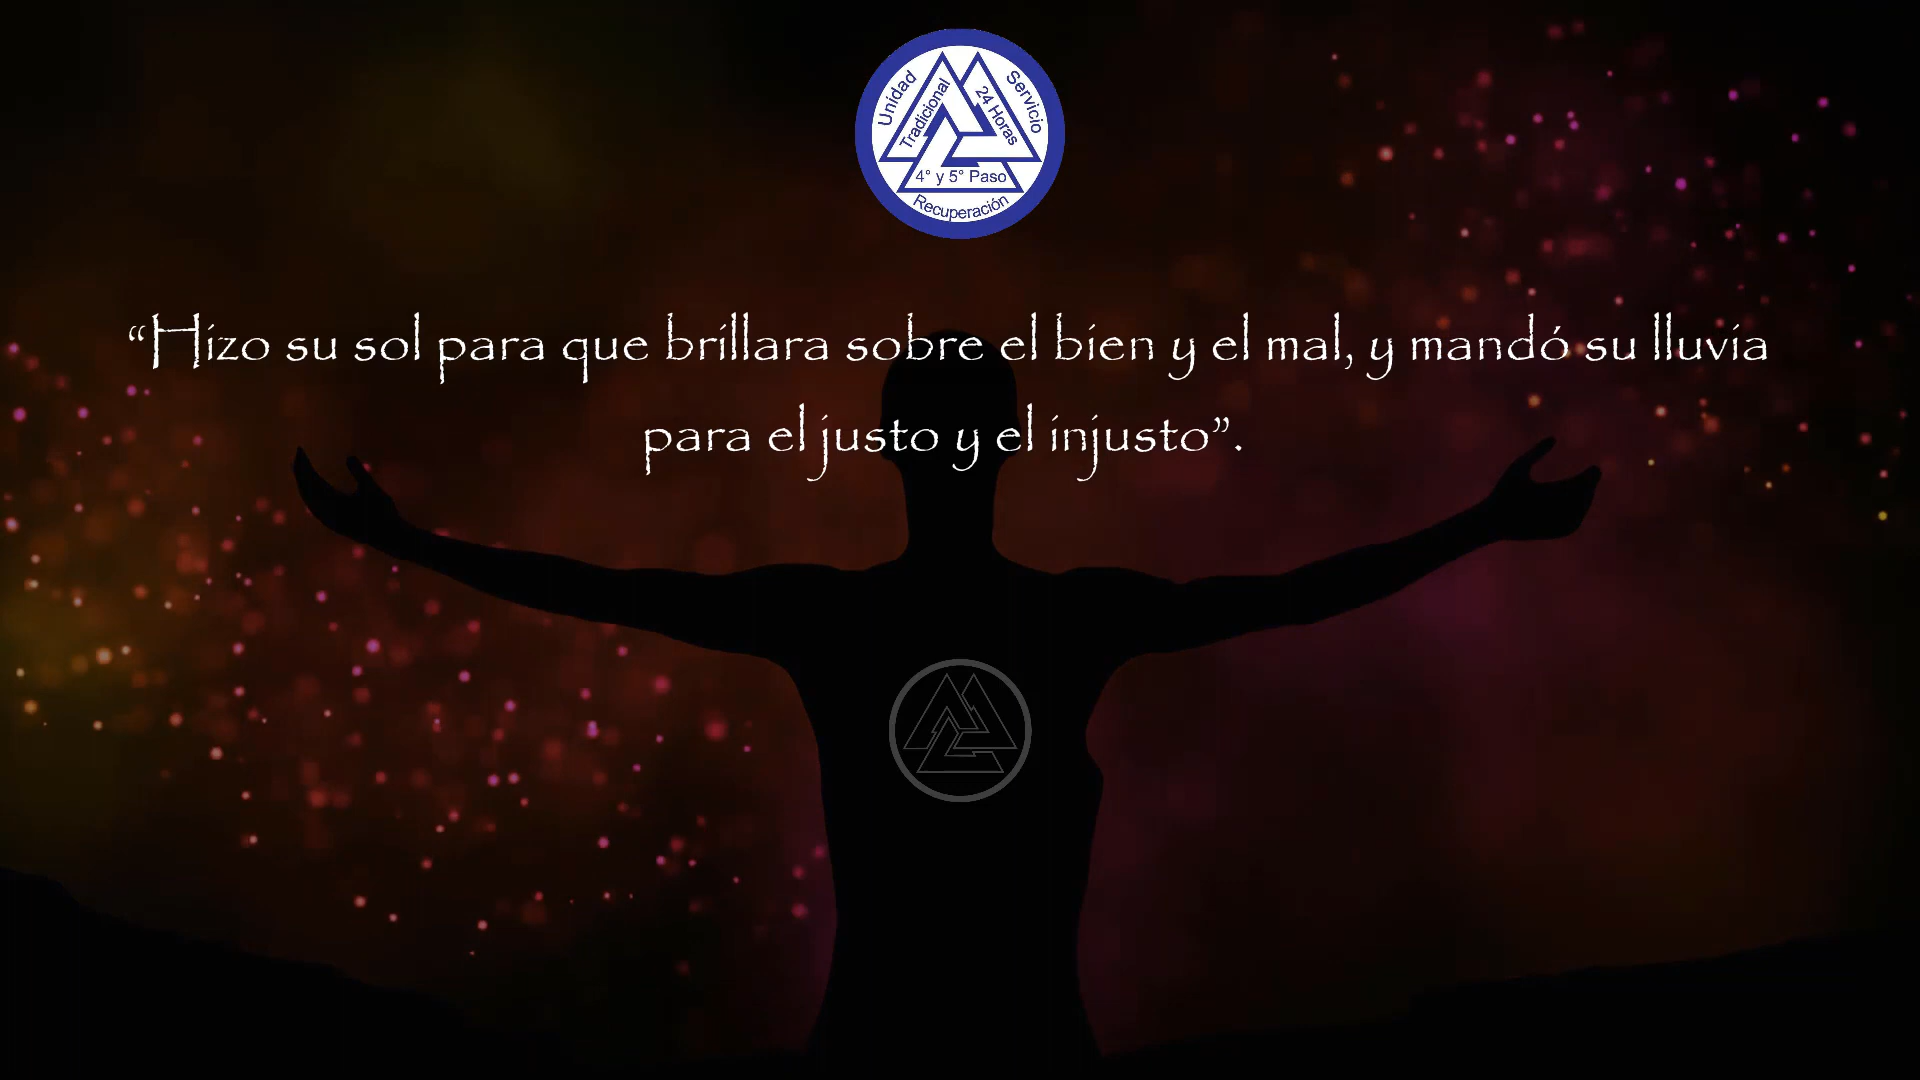 Unidad
Servicio
Tradicional
24 Horas
4° y 5° Paso
Recuperación
“Hizo su sol para que brillara sobre el bien y el mal, y mandó su lluvia
para el justo y el injusto”.